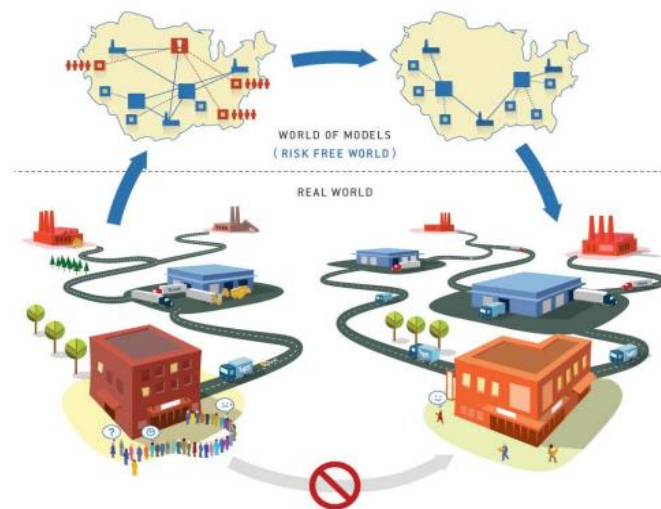 WORLD OF MODELS
( RISK FREE WORLD )
REAL WORLD
!
?